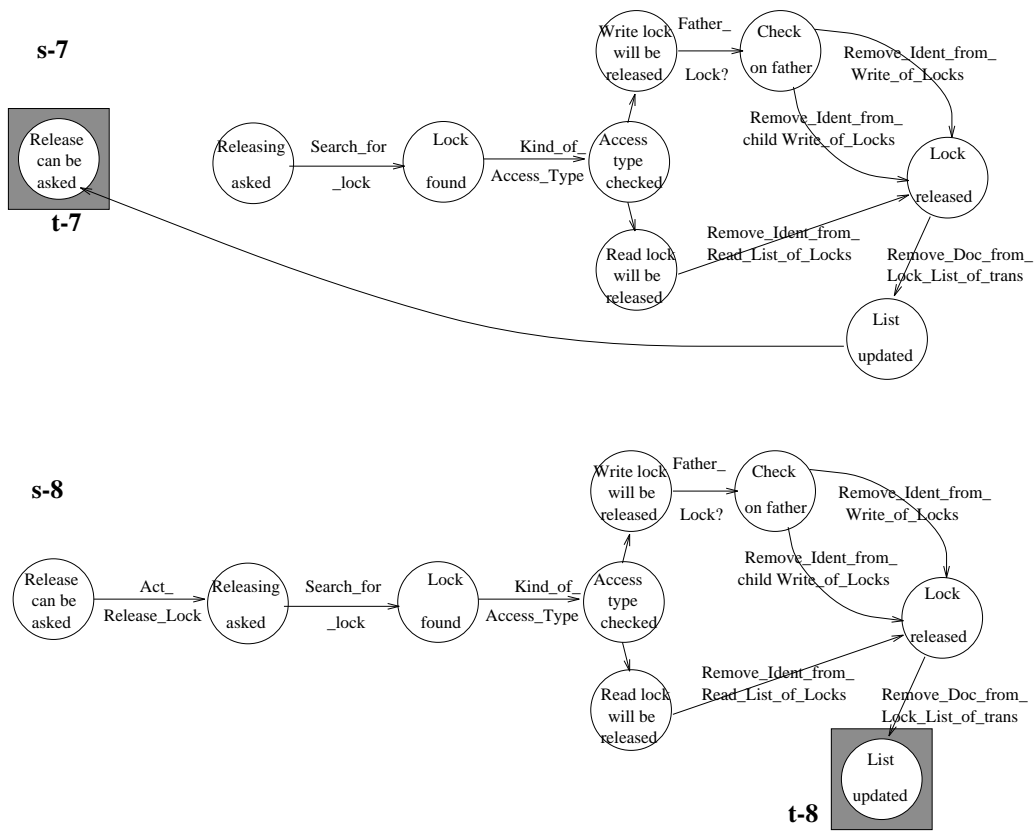 s-7
Release
can be
asked
t-7
Releasing
asked
Search_for
_lock
Lock
found
Kind_of_
Access_Type
Access
type
checked
Write lock
will be
released
Father_
Lock?
Check
on father
Remove_Ident_from_
Write_of_Locks
Remove_Ident_from_
child Write_of_Locks
Lock
released
Read lock
will be
released
Remove_Ident_from_
Read_List_of_Locks
Remove_Doc_from_
Lock_List_of_trans
List
updated
s-8
Release
can be
asked
Act_
Release_Lock
Releasing
asked
Search_for
_lock
Lock
found
Kind_of_
Access_Type
Access
type
checked
Write lock
will be
released
Father_
Lock?
Check
on father
Remove_Ident_from_
Write_of_Locks
Remove_Ident_from_
child Write_of_Locks
Lock
released
Read lock
will be
released
Remove_Ident_from_
Read_List_of_Locks
Remove_Doc_from_
Lock_List_of_trans
List
updated
t-8